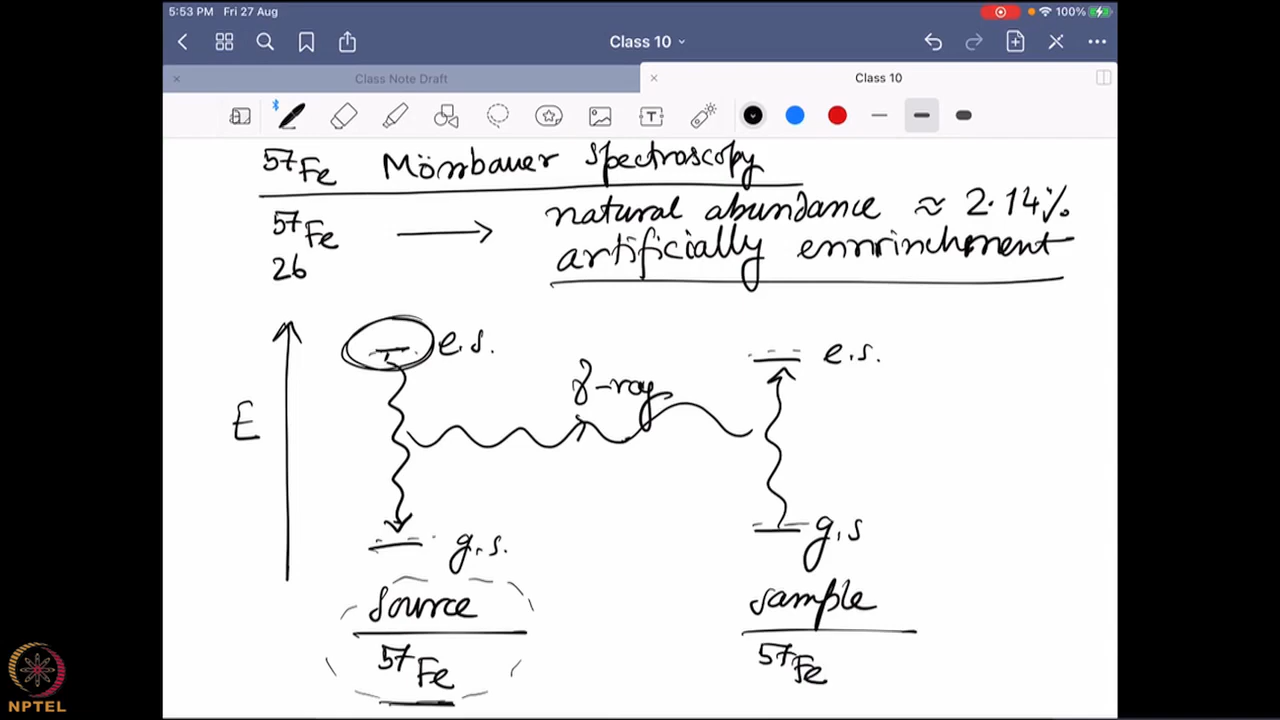 5:53 PM Fri 27 Aug
100%
Class 10
Class Note Draft
Class 10
T
57Fe Mössbauer spectroscopy
57Fe → natural abundance ≈ 2.14%
26 artificially ennrinchment
e.s.
e.s.
γ-ray
E
g.s.
g.s
source
sample
57Fe
57Fe
NPTEL